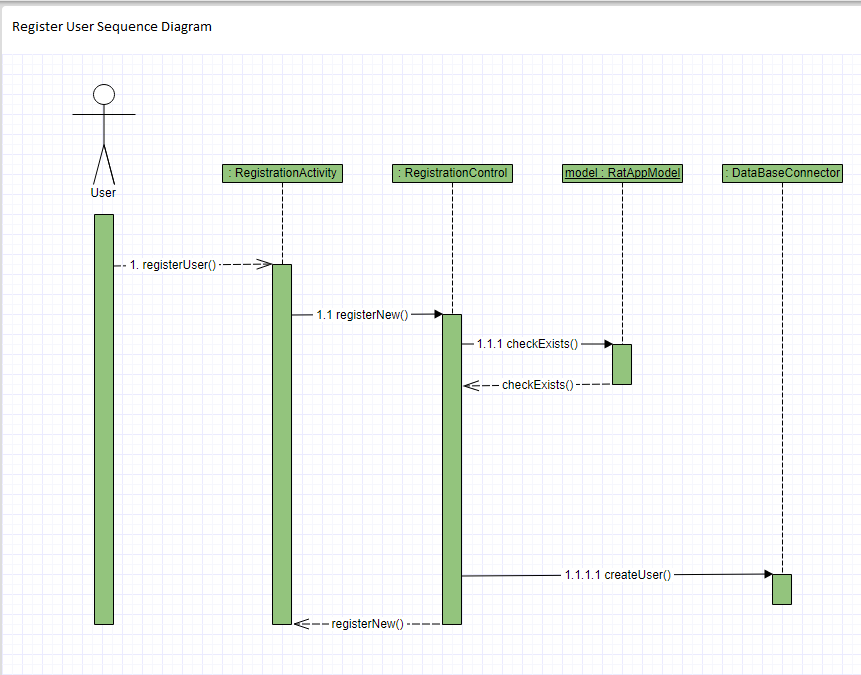 Register User Sequence Diagram
User
: RegistrationActivity
: RegistrationControl
model : RatAppModel
: DataBaseConnector
1. registerUser()
1.1 registerNew()
1.1.1 checkExists()
checkExists()
1.1.1.1 createUser()
registerNew()